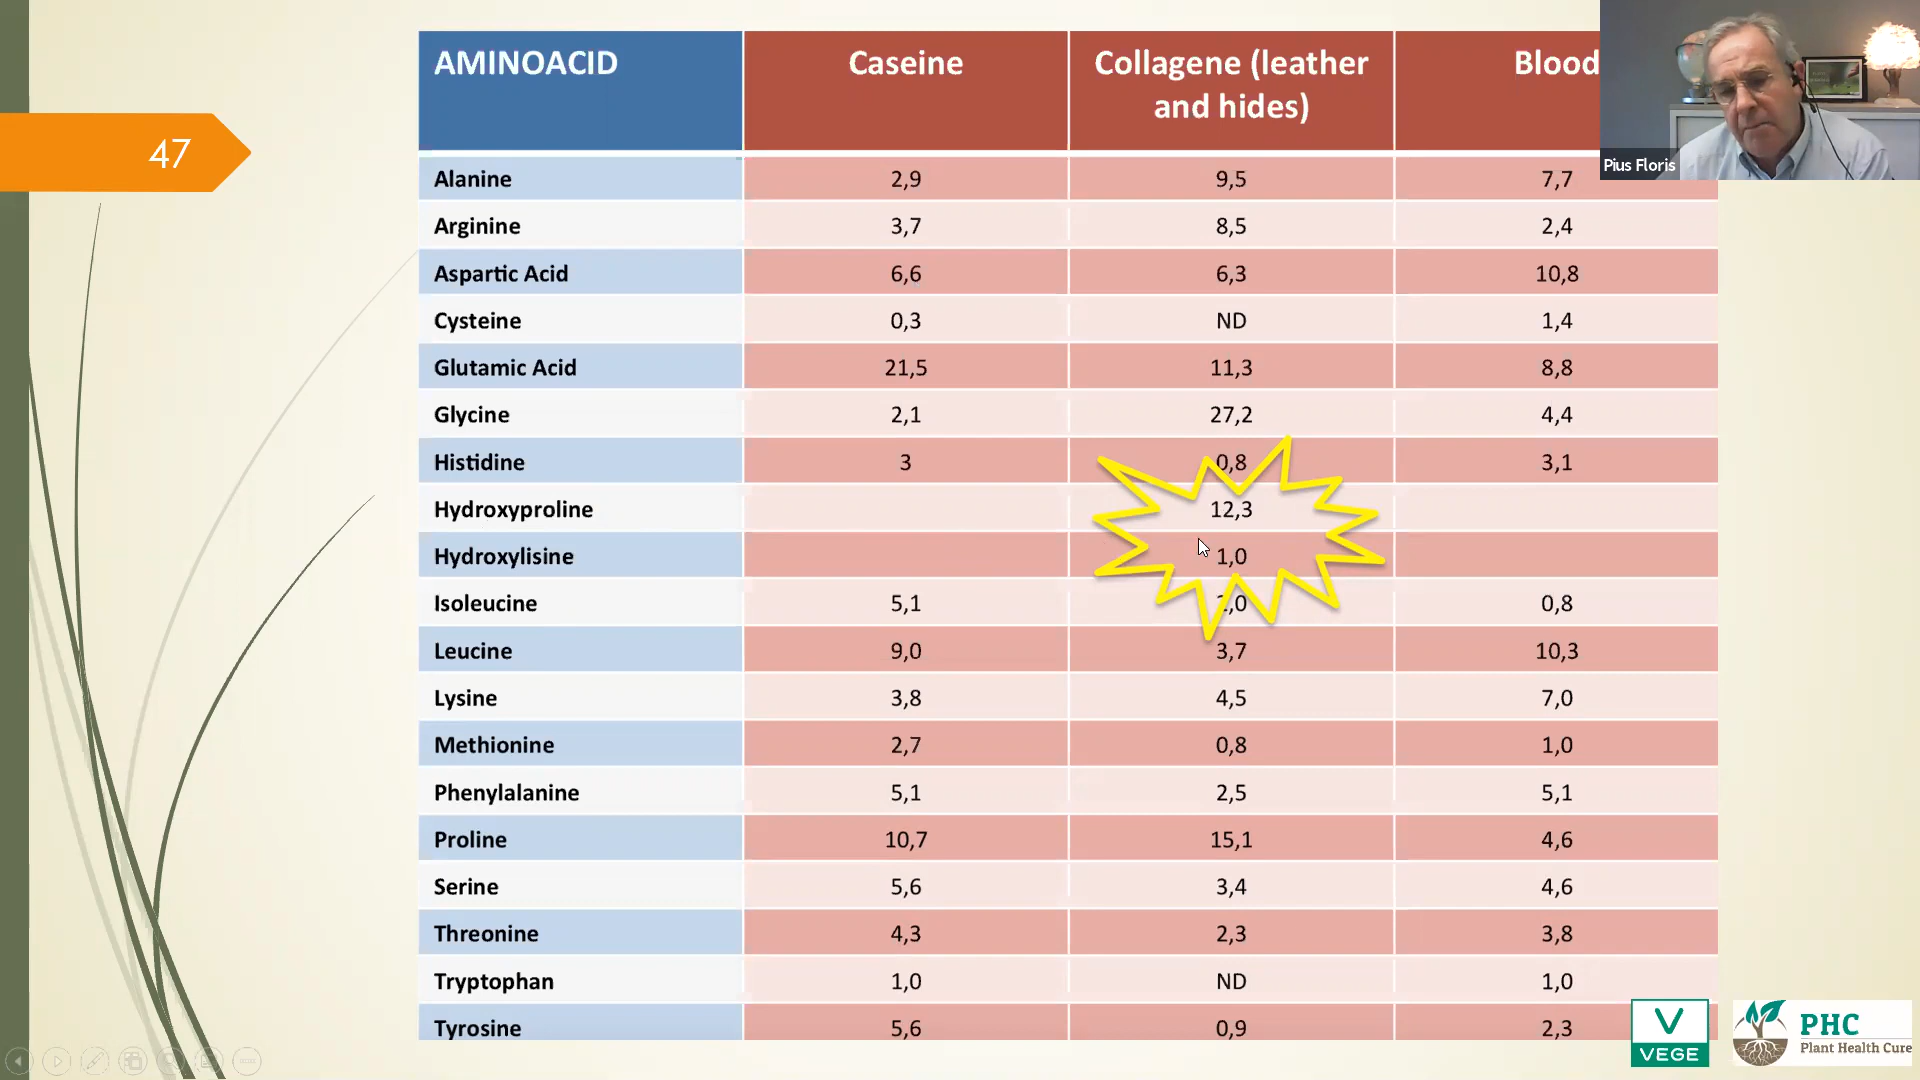 47
AMINOACID Caseine Collagene (leather Blood
and hides)
Pius Floris
Alanine 2,9 9,5 7,7
Arginine 3,7 8,5 2,4
Aspartic Acid 6,6 6,3 10,8
Cysteine 0,3 ND 1,4
Glutamic Acid 21,5 11,3 8,8
Glycine 2,1 27,2 4,4
Histidine 3 0,8 3,1
Hydroxyproline 12,3
Hydroxylisine 1,0
Isoleucine 5,1 0,8
Leucine 9,0 3,7 10,3
Lysine 3,8 4,5 7,0
Methionine 2,7 0,8 1,0
Phenylalanine 5,1 2,5 5,1
Proline 10,7 15,1 4,6
Serine 5,6 3,4 4,6
Threonine 4,3 2,3 3,8
Tryptophan 1,0 ND 1,0
Tyrosine 5,6 0,9 2,3
V
VEGE
PHC
Plant Health Cure